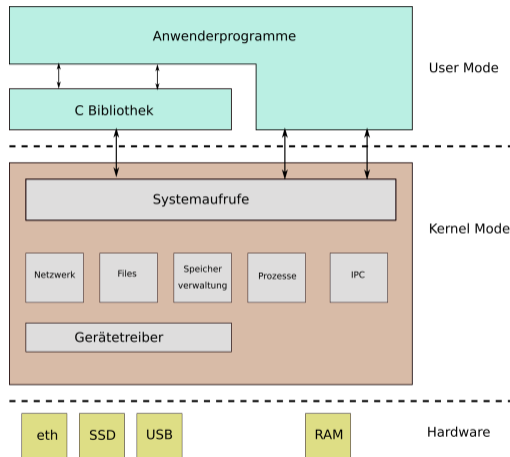 Anwenderprogramme
User Mode
C Bibliothek
Systemaufrufe
Kernel Mode
Netzwerk
Files
Speicher
verwaltung
Prozesse
IPC
Gerätetreiber
eth
SSD
USB
RAM
Hardware